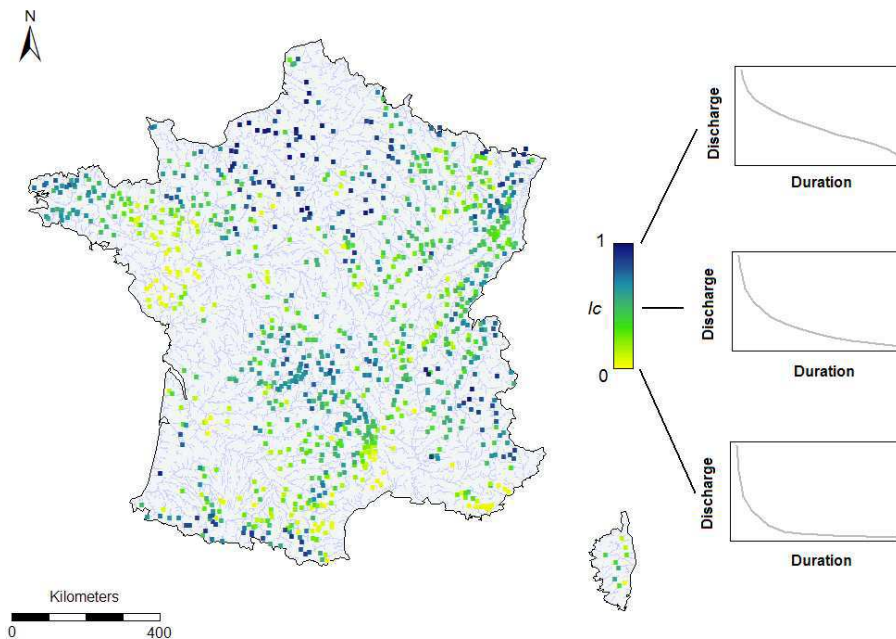 N
Discharge
Duration
1
Ic
0
Discharge
Duration
Discharge
Duration
Kilometers
0
400